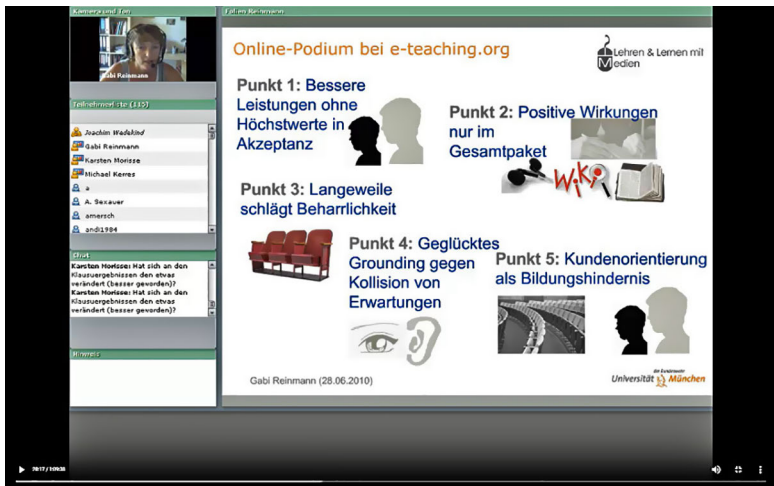 Kamera und Ton
Gabi Reinmann
Teilnehmerliste (115)
Joachim Wedekind
Gabi Reinmann
Karsten Morisse
Michael Kerres
a
A. Sexauer
amersch
andi1984
Chat
Karsten Morisse: Hat sich an den
Klausuergebnissen den etwas
verändert (besser geworden)?
Karsten Morisse: Hat sich an den
Klausuergebnissen den etwas
verändert (besser geworden)?
Hinweis
Folien Reinmann
Online-Podium bei e-teaching.org
Lehren & Lernen mit
Medien
Punkt 1: Bessere
Leistungen ohne
Höchstwerte in
Akzeptanz
Punkt 2: Positive Wirkungen
nur im
Gesamtpaket
Wiki
Punkt 3: Langeweile
schlägt Beharrlichkeit
Punkt 4: Geglücktes
Grounding gegen
Kollision von
Erwartungen
Punkt 5: Kundenorientierung
als Bildungshindernis
Gabi Reinmann (28.06.2010)
Universität München